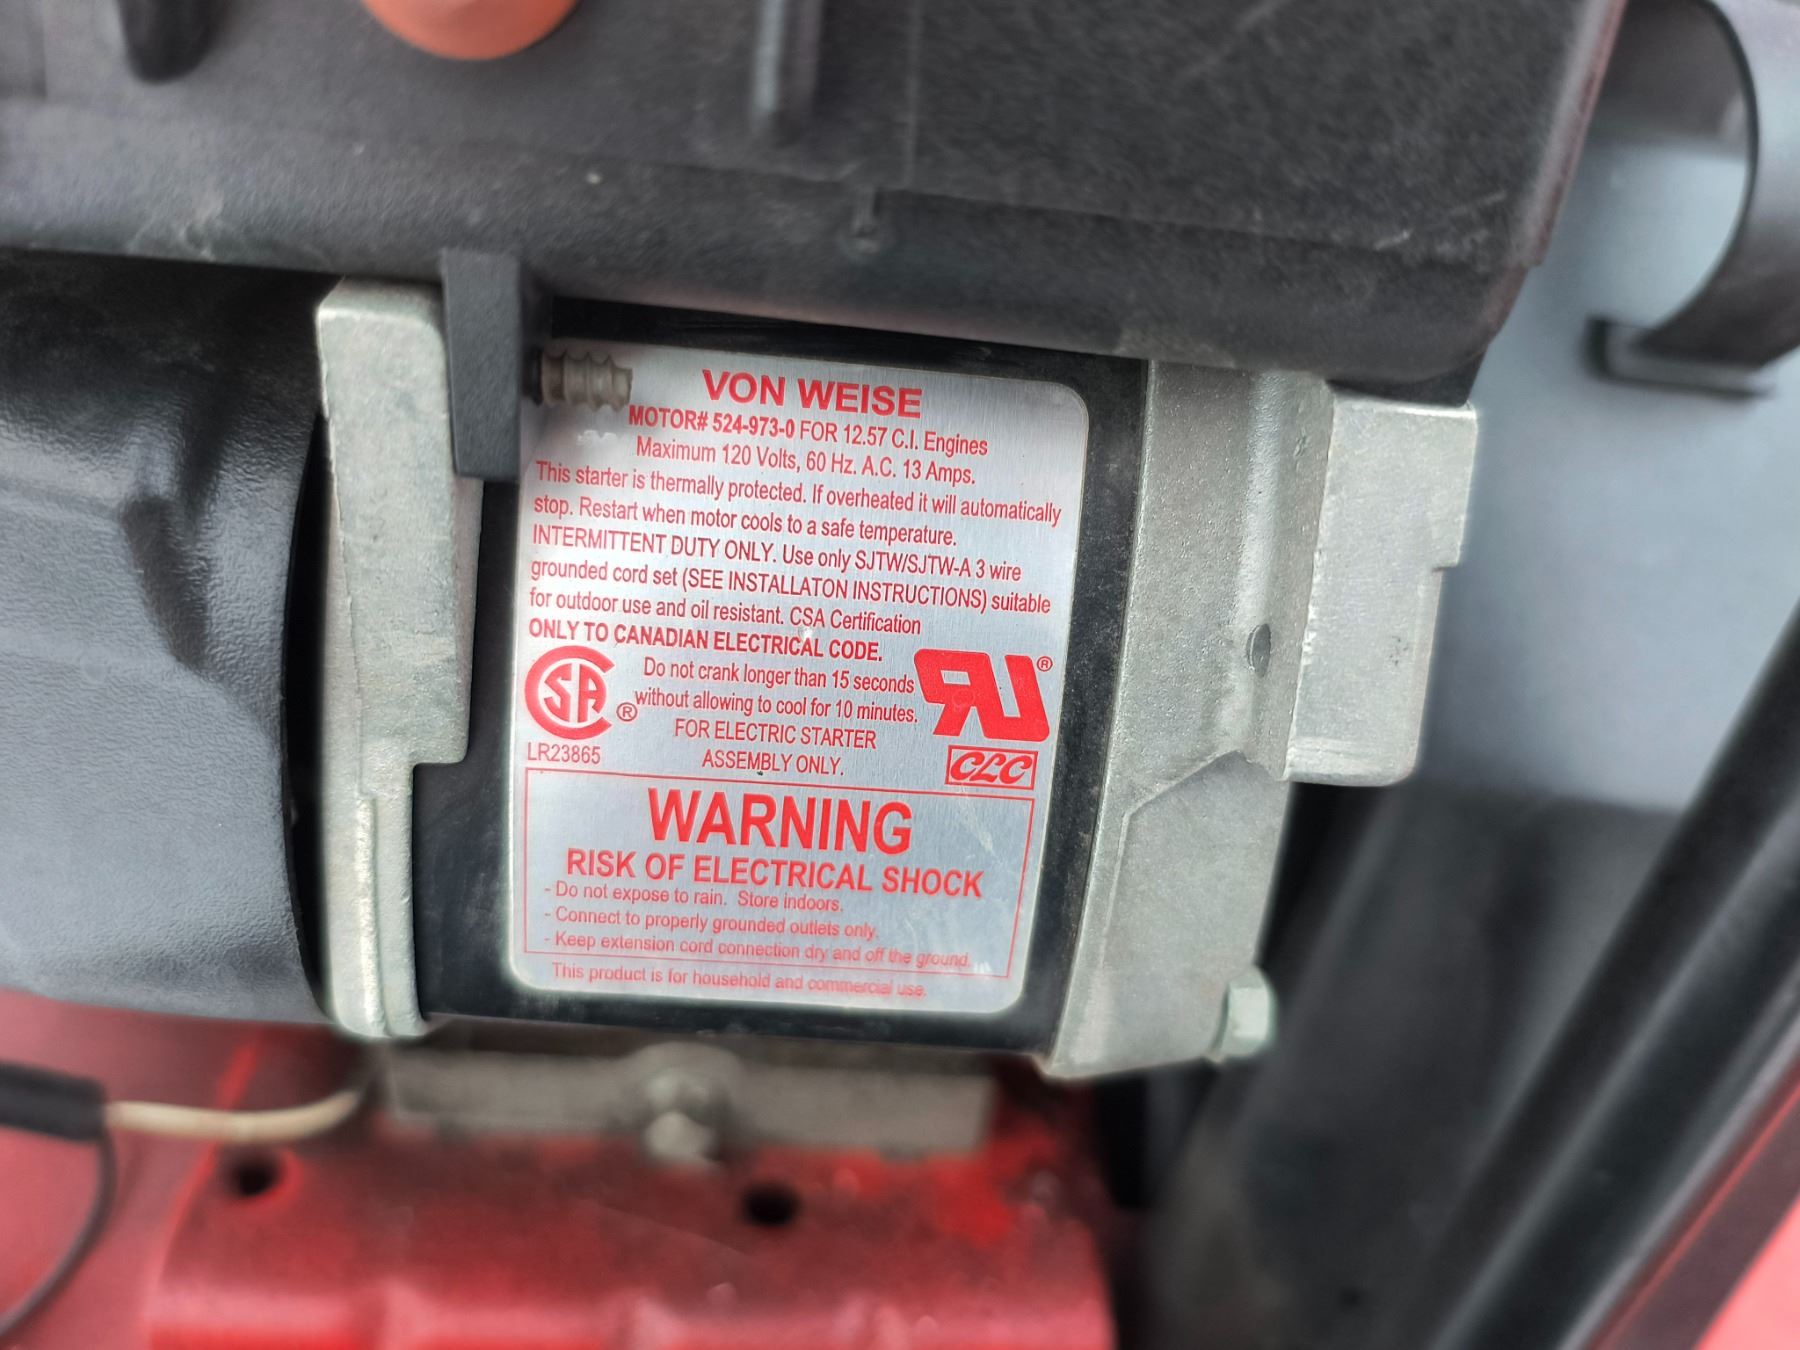 VON WEISE
MOTOR# 524-973-0 FOR 12.57 C.I. Engines
Maximum 120 Volts, 60 Hz. A.C. 13 Amps.
This starter is thermally protected. If overheated it will automatically
stop. Restart when motor cools to a safe temperature.
INTERMITTENT DUTY ONLY. Use only SJTW/SJTW-A 3 wire
grounded cord set (SEE INSTALLATON INSTRUCTIONS) suitable
for outdoor use and oil resistant. CSA Certification
ONLY TO CANADIAN ELECTRICAL CODE.
Do not crank longer than 15 seconds
without allowing to cool for 10 minutes.
FOR ELECTRIC STARTER
ASSEMBLY ONLY.
CSA ®
LR23865
RU ®
CLC
WARNING
RISK OF ELECTRICAL SHOCK
- Do not expose to rain. Store indoors.
- Connect to properly grounded outlets only.
- Keep extension cord connection dry and off the ground.
This product is for household and commercial use.